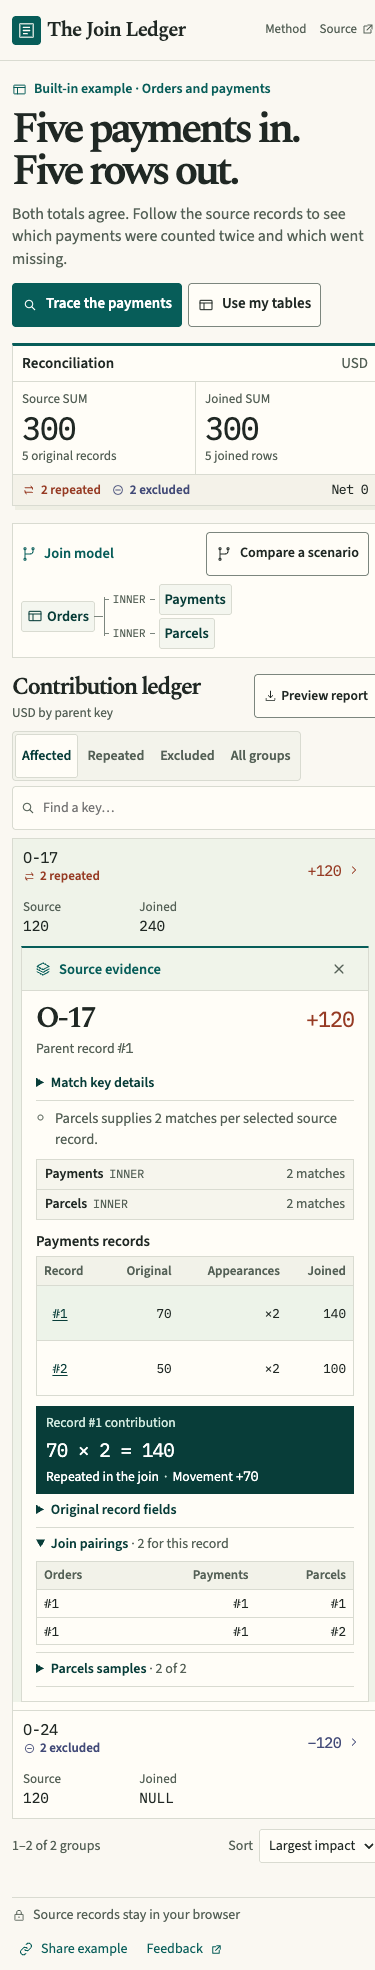 The Join Ledger
Method Source
Built-in example · Orders and payments
Five payments in.
Five rows out.
Both totals agree. Follow the source records to see
which payments were counted twice and which went
missing.
Trace the payments Use my tables
Reconciliation USD
Source SUM Joined SUM
300 300
5 original records 5 joined rows
2 repeated 2 excluded Net 0
Join model Compare a scenario
Orders INNER Payments
INNER Parcels
Contribution ledger
USD by parent key
Preview report
Affected Repeated Excluded All groups
Find a key…
O-17
2 repeated
+120
Source Joined
120 240
Source evidence
O-17 +120
Parent record #1
Match key details
Parcels supplies 2 matches per selected source
record.
Payments INNER 2 matches
Parcels INNER 2 matches
Payments records
Record Original Appearances Joined
#1 70 ×2 140
#2 50 ×2 100
Record #1 contribution
70 × 2 = 140
Repeated in the join · Movement +70
Original record fields
Join pairings · 2 for this record
Orders Payments Parcels
#1 #1 #1
#1 #1 #2
Parcels samples · 2 of 2
O-24
2 excluded
−120
Source Joined
120 NULL
1–2 of 2 groups Sort Largest impact
Source records stay in your browser
Share example Feedback